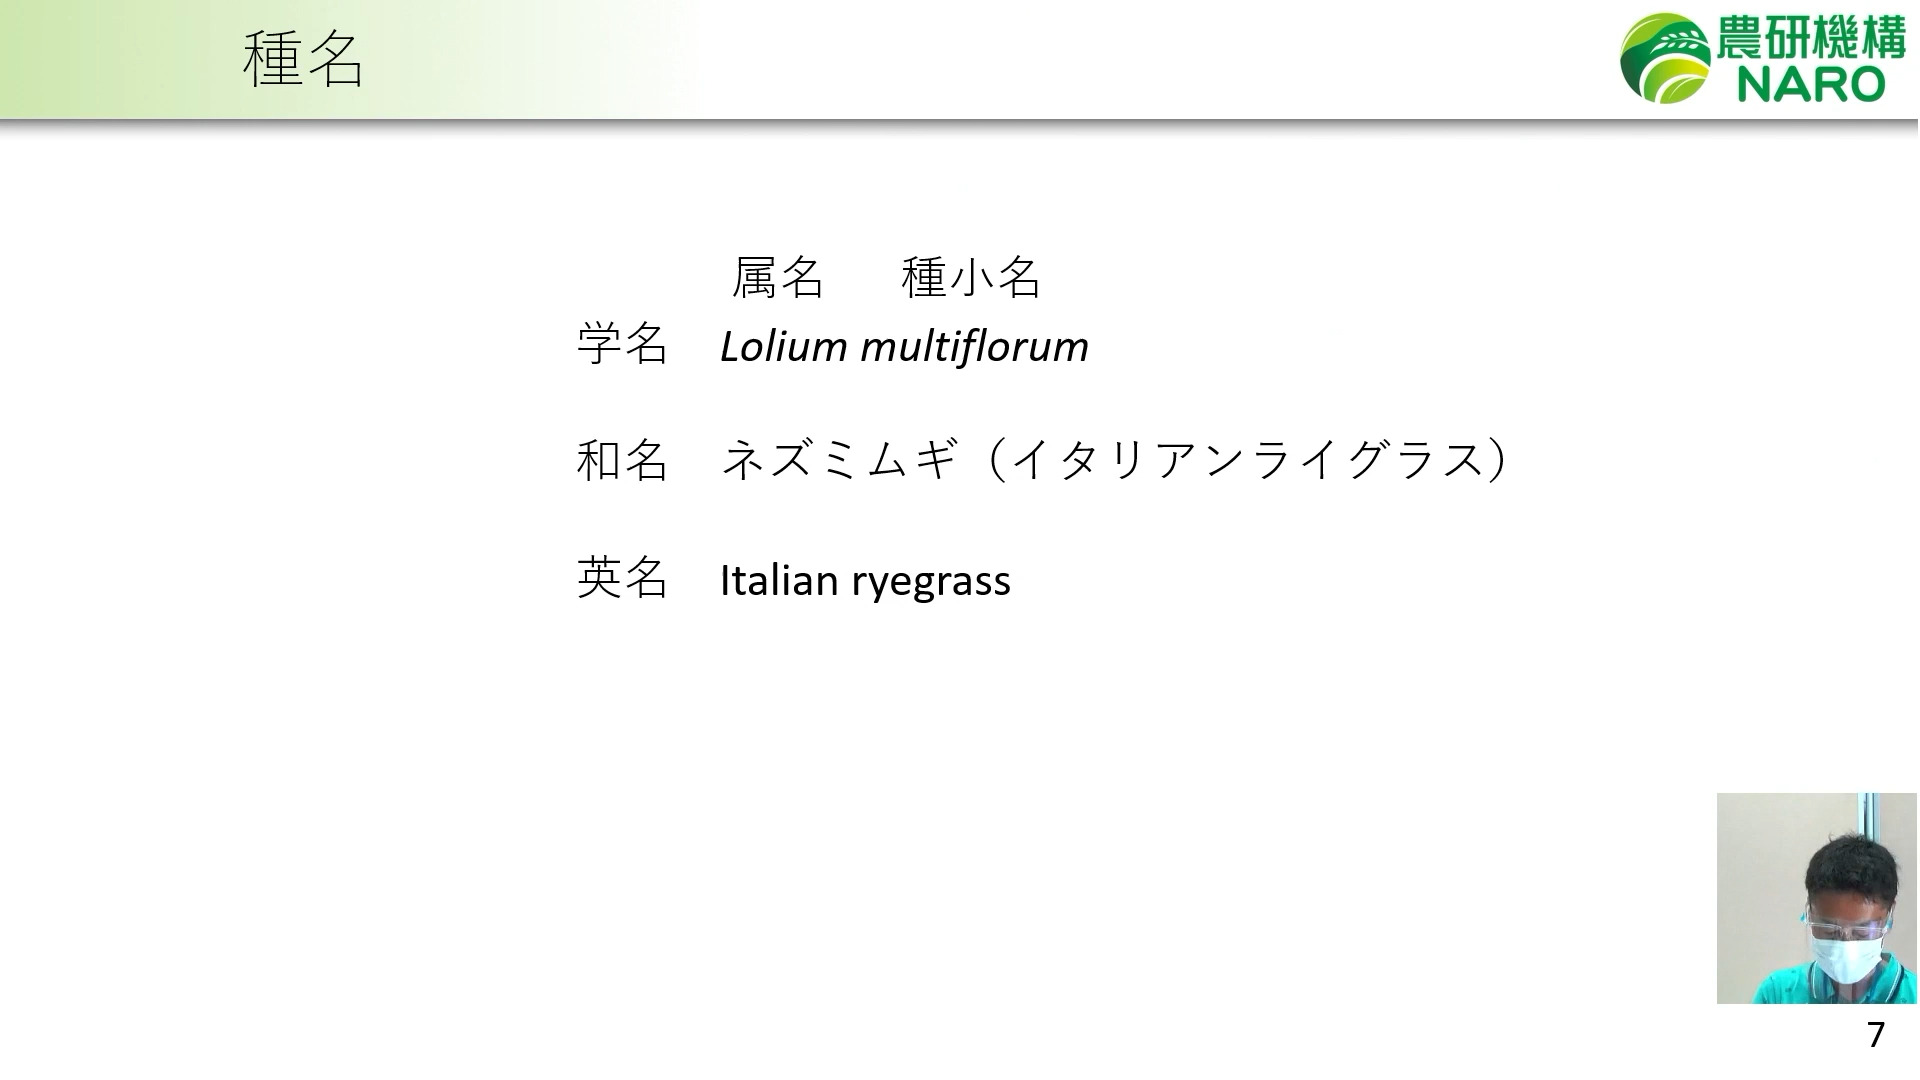 種名
農研機構
NARO
属名 種小名
学名 Lolium multiflorum
和名 ネズミムギ（イタリアンライグラス）
英名 Italian ryegrass
7